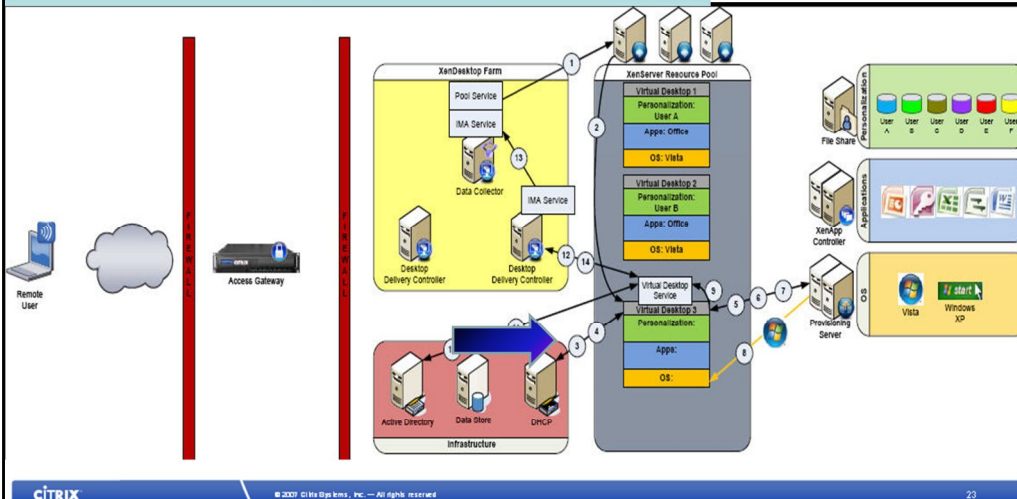 XenDesktop Farm
Pool Service
IMA Service
13
Data Collector
IMA Service
Desktop
Delivery Controller
Desktop
Delivery Controller
1
2
XenServer Resource Pool
Virtual Desktop 1
Personalization:
User A
Apps: Office
OS: Vista
Virtual Desktop 2
Personalization:
User B
Apps: Office
OS: Vista
12
14
Virtual Desktop
Service
9
Virtual Desktop 3
Personalization:
Apps:
OS:
3
4
5
6
7
8
FIREWALL
FIREWALL
Remote
User
Access Gateway
Active Directory
Data Store
DHCP
Infrastructure
File Share
Personalization
User
A
User
B
User
C
User
D
User
E
User
F
XenApp
Controller
Applications
Provisioning
Server
OS
Vista
start
Windows
XP
CITRIX
© 2007 Citrix Systems, Inc. — All rights reserved
23